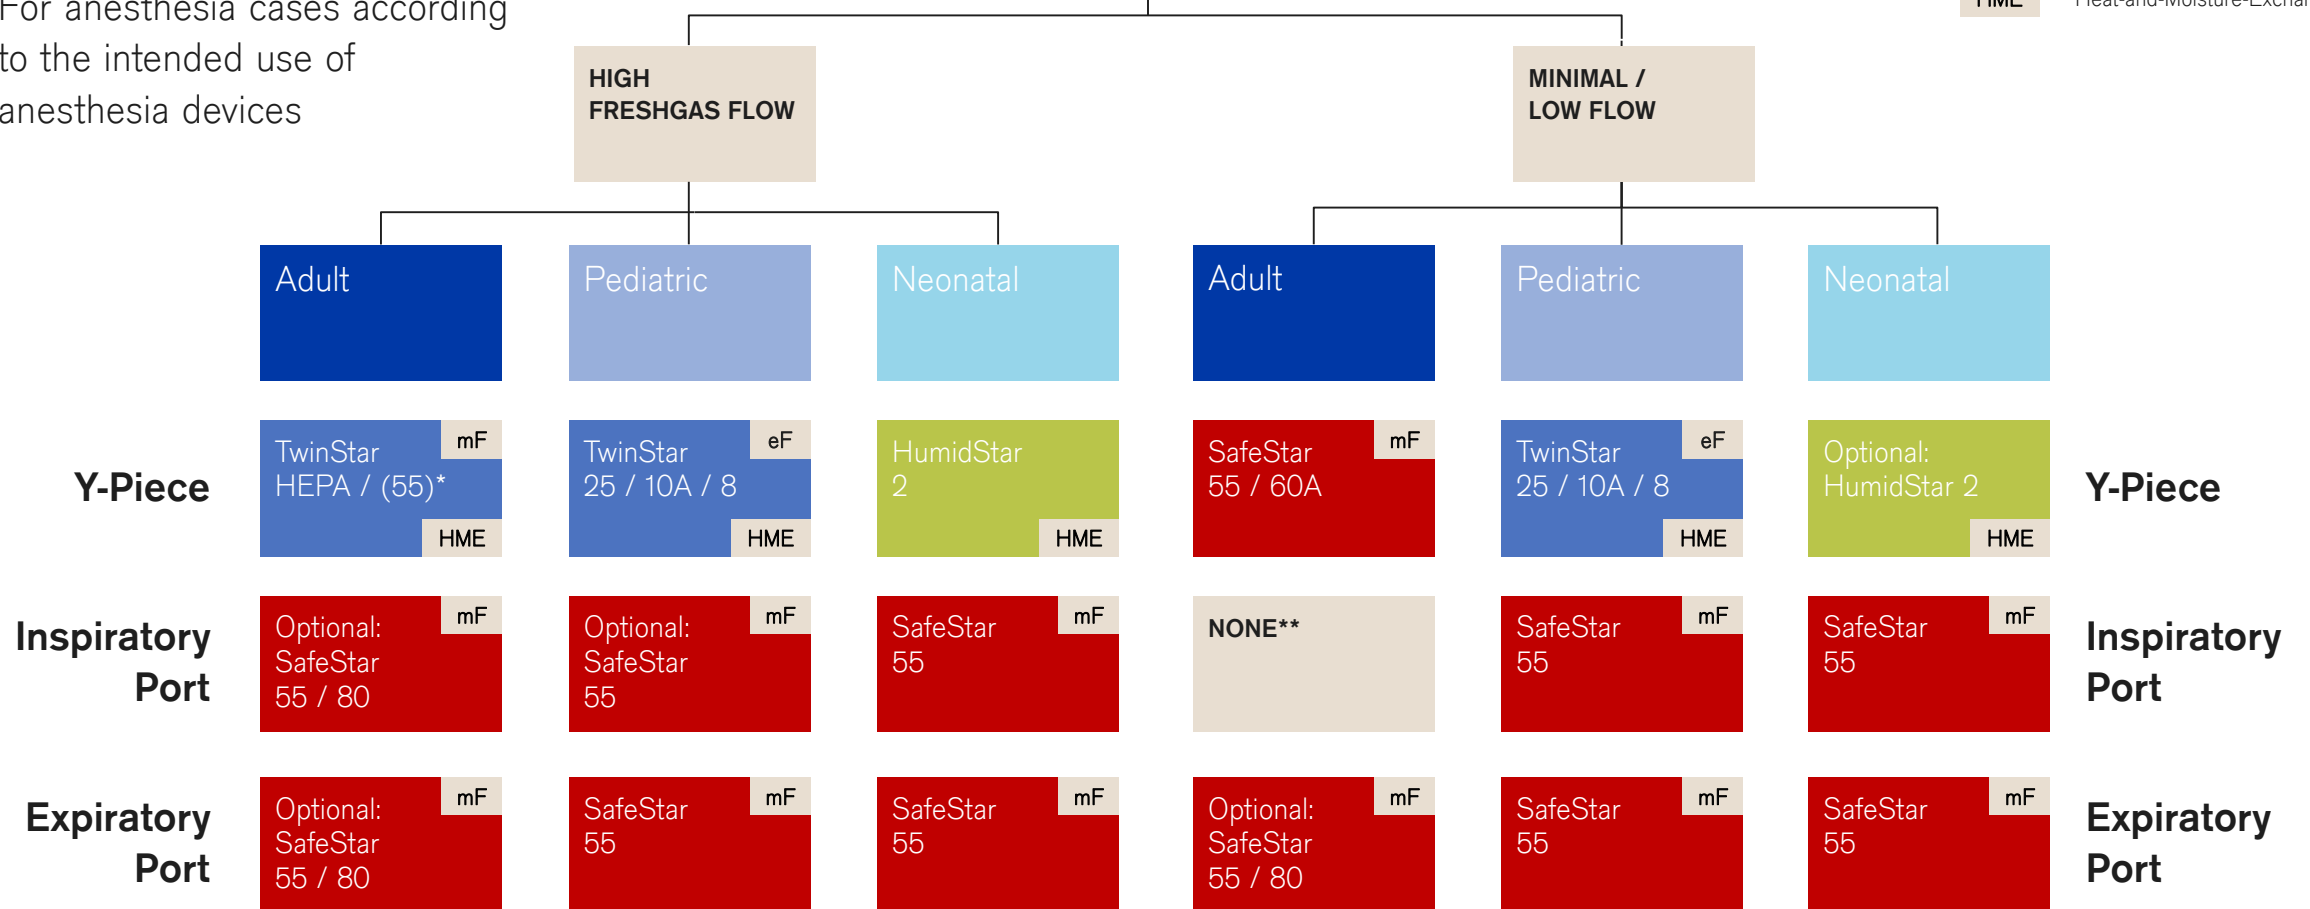 For anesthesia cases according
to the intended use of
anesthesia devices
HME
HIGH
FRESHGAS FLOW
MINIMAL /
LOW FLOW
Adult
Pediatric
Neonatal
Adult
Pediatric
Neonatal
Y-Piece
TwinStar
HEPA / (55)*
mF
HME
TwinStar
25 / 10A / 8
eF
HME
HumidStar
2
HME
SafeStar
55 / 60A
mF
TwinStar
25 / 10A / 8
eF
HME
Optional:
HumidStar 2
HME
Y-Piece
Inspiratory
Port
Optional:
SafeStar
55 / 80
mF
Optional:
SafeStar
55
mF
SafeStar
55
mF
NONE**
SafeStar
55
mF
SafeStar
55
mF
Inspiratory
Port
Expiratory
Port
Optional:
SafeStar
55 / 80
mF
SafeStar
55
mF
SafeStar
55
mF
Optional:
SafeStar
55 / 80
mF
SafeStar
55
mF
SafeStar
55
mF
Expiratory
Port